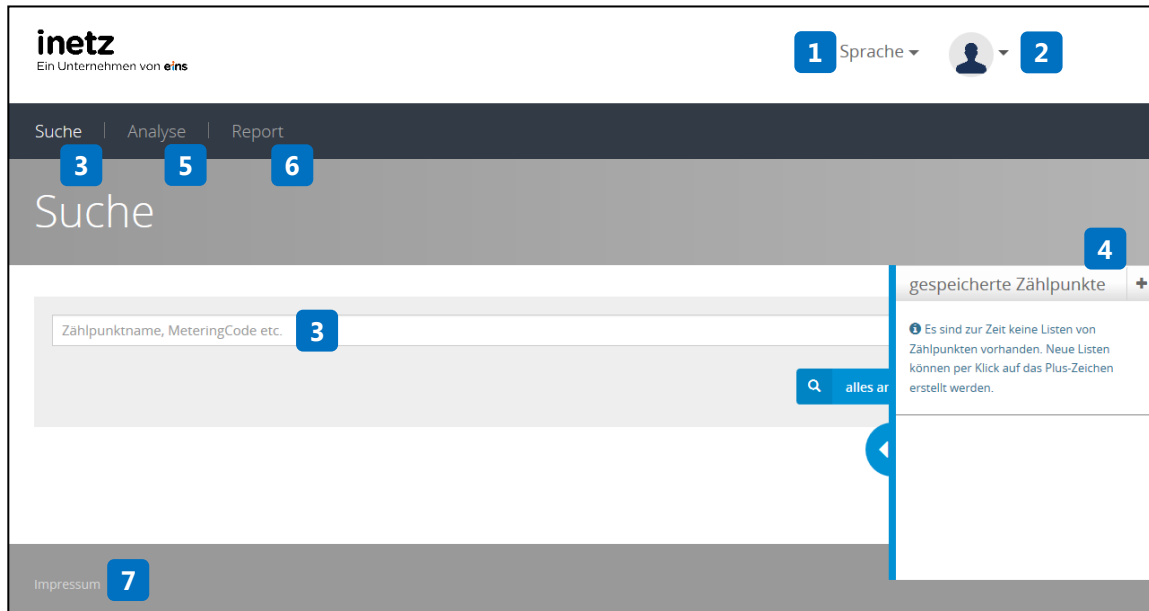 inetz
Ein Unternehmen von eins
1 Sprache 2
Suche Analyse Report
3 5 6
Suche
4
gespeicherte Zählpunkte +
Zählpunktname, MeteringCode etc. 3
Es sind zur Zeit keine Listen von
Zählpunkten vorhanden. Neue Listen
können per Klick auf das Plus-Zeichen
erstellt werden.
alles
Impressum 7